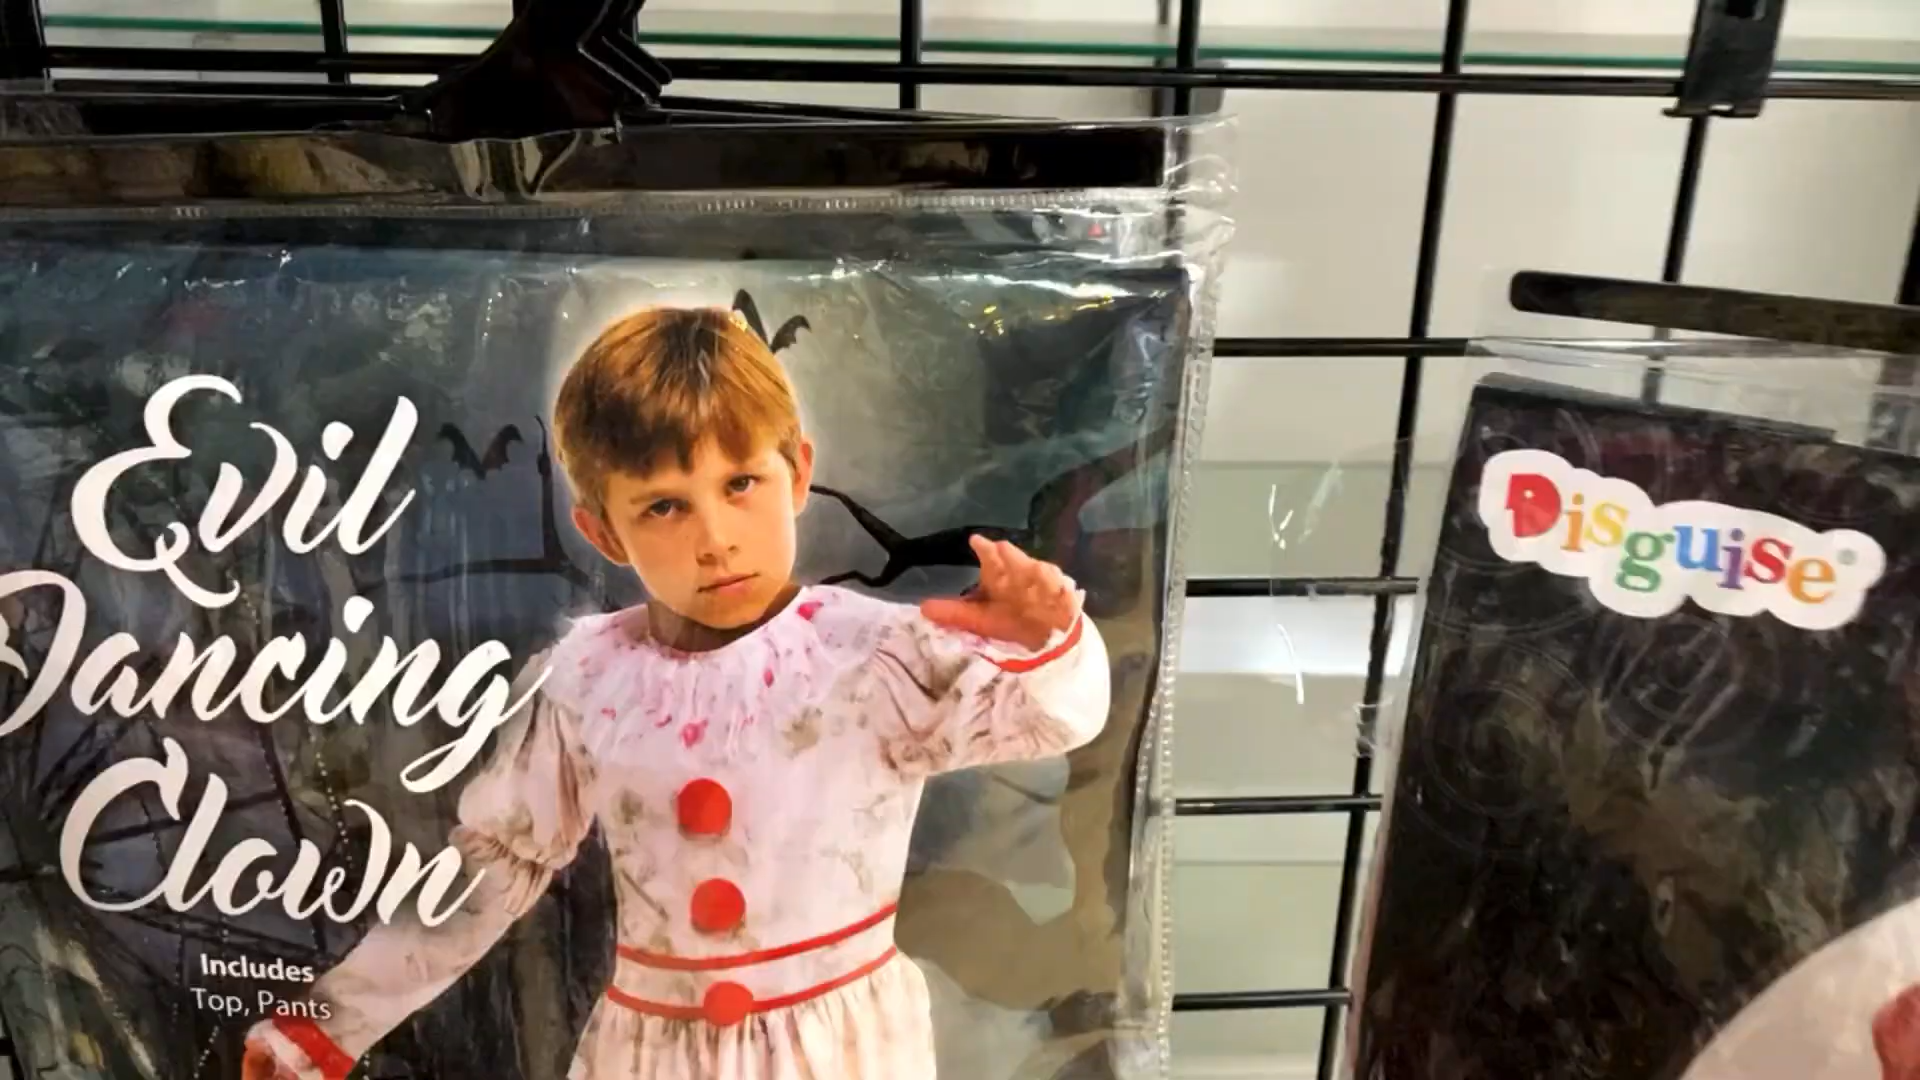 Evil
Dancing
Clown
Includes
Top, Pants
Disguise